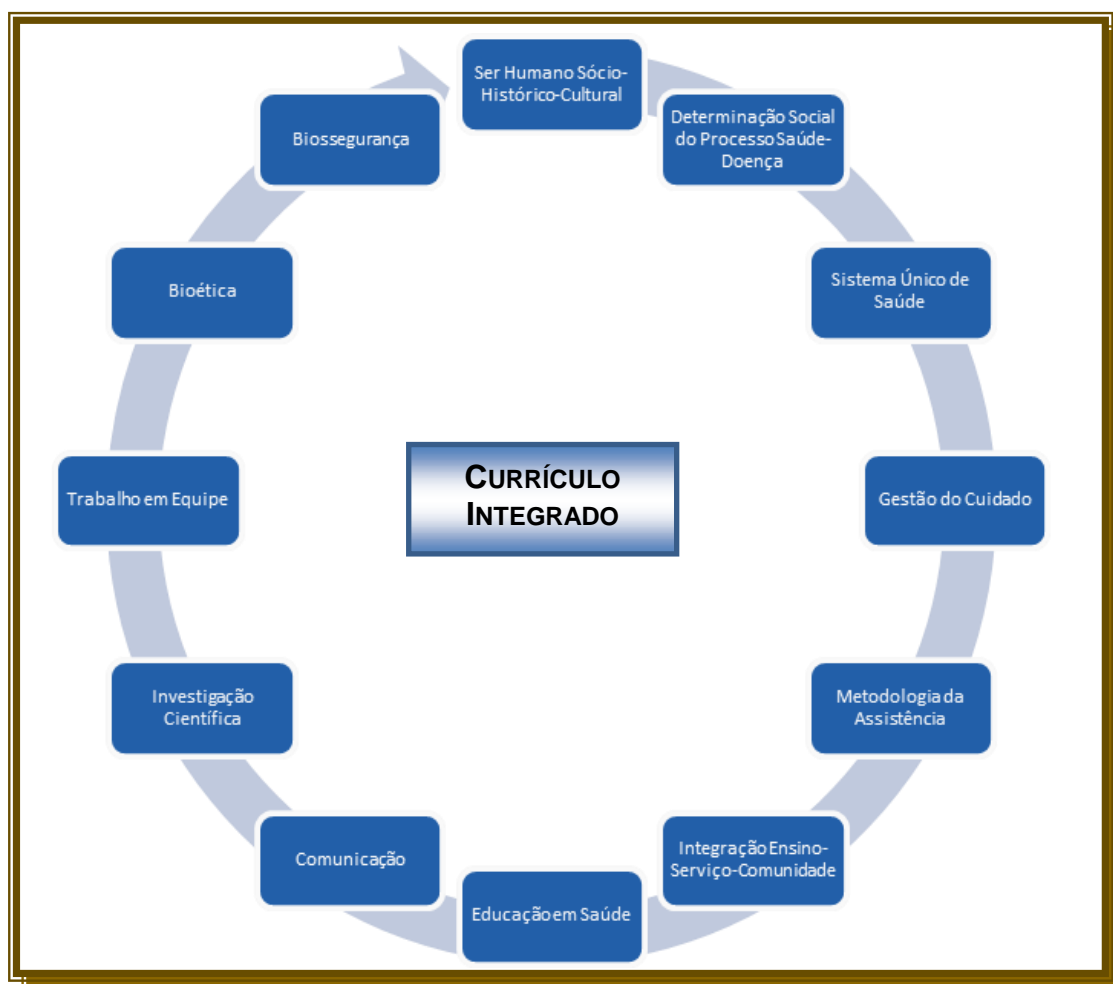 Ser Humano Sócio-
Histórico-Cultural
Determinação Social
do Processo Saúde-
Doença
Sistema Único de
Saúde
Gestão do Cuidado
Metodologia da
Assistência
Integração Ensino-
Serviço-Comunidade
Educação em Saúde
Comunicação
Investigação
Científica
Trabalho em Equipe
Bioética
Biossegurança
CURRÍCULO
INTEGRADO